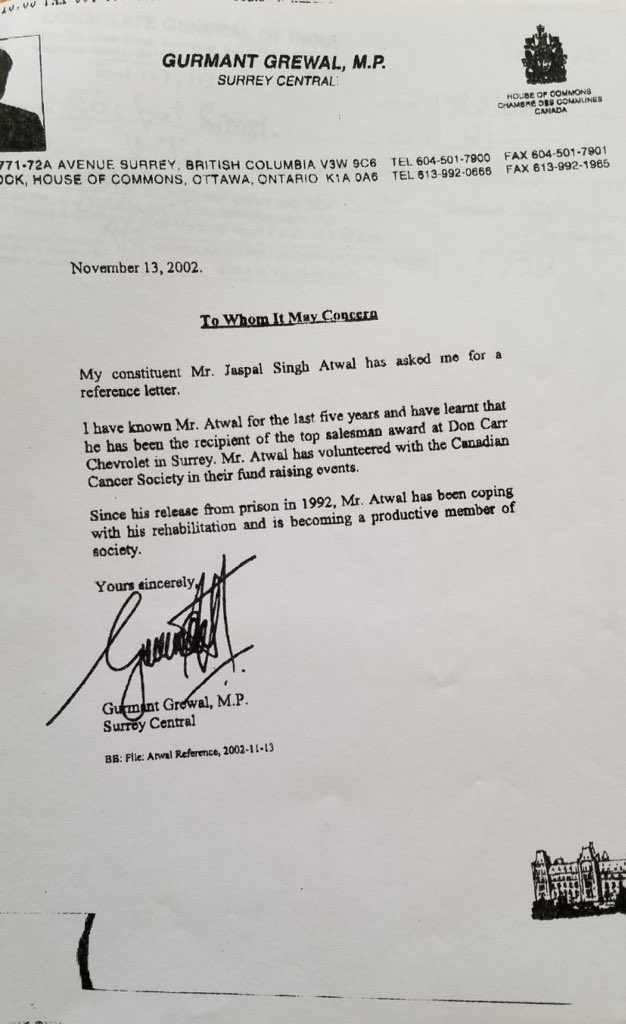 CONSULATE GENERAL OF INDIA
GURMANT GREWAL, M.P.
SURREY CENTRAL
HOUSE OF COMMONS
CHAMBRE DES COMMUNES
CANADA
771-72A AVENUE SURREY, BRITISH COLUMBIA V3W 9C6 TEL 604-501-7900 FAX 604-501-7901
OCK, HOUSE OF COMMONS, OTTAWA, ONTARIO K1A 0A6 TEL 613-992-0666 FAX 613-992-1965
November 13, 2002.
To Whom It May Concern
My constituent Mr. Jaspal Singh Atwal has asked me for a
reference letter.
I have known Mr. Atwal for the last five years and have learnt that
he has been the recipient of the top salesman award at Don Carr
Chevrolet in Surrey. Mr. Atwal has volunteered with the Canadian
Cancer Society in their fund raising events.
Since his release from prison in 1992, Mr. Atwal has been coping
with his rehabilitation and is becoming a productive member of
society.
Yours sincerely,
Gurmant Grewal, M.P.
Surrey Central
BB: File: Atwal Reference, 2002-11-13